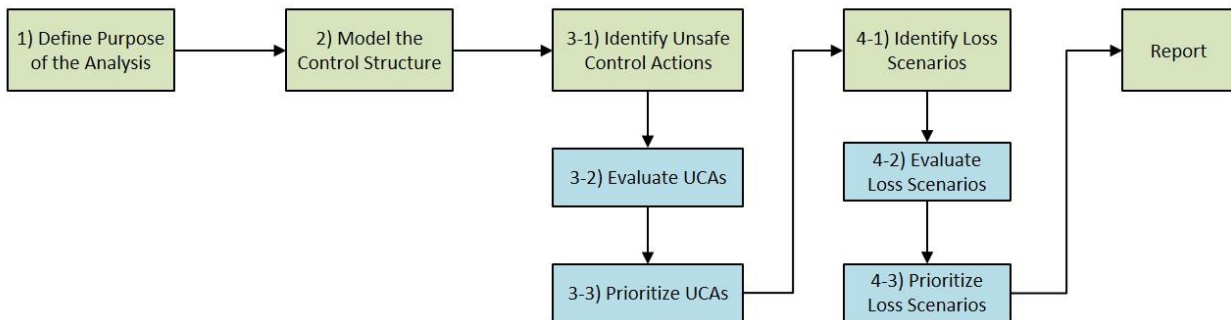 1) Define Purpose
of the Analysis
2) Model the
Control Structure
3-1) Identify Unsafe
Control Actions
3-2) Evaluate UCAs
3-3) Prioritize UCAs
4-1) Identify Loss
Scenarios
4-2) Evaluate
Loss Scenarios
4-3) Prioritize
Loss Scenarios
Report